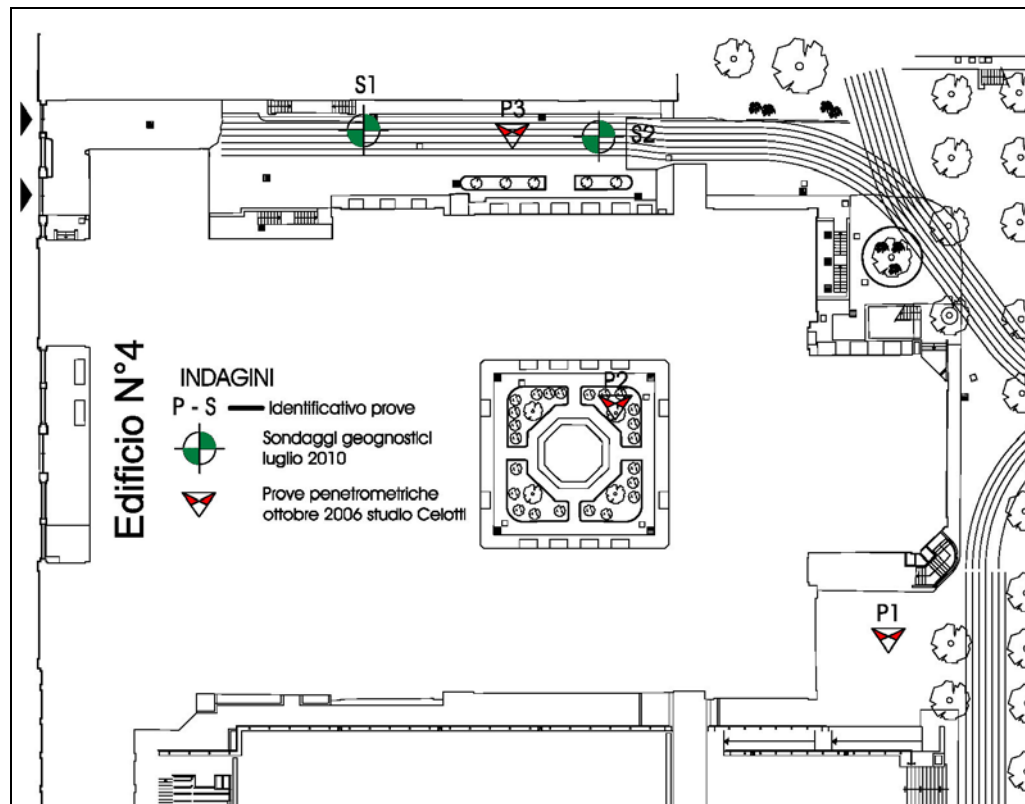 S1
P3
S2
Edificio N°4
INDAGINI
P - S Identificativo prove
Sondaggi geognostici
luglio 2010
Prove penetrometriche
ottobre 2006 studio Celotti
P2
P1